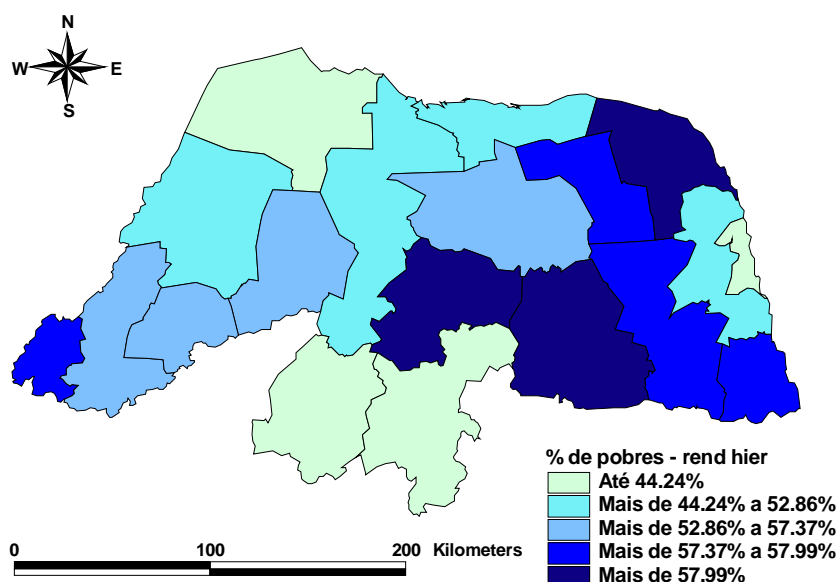 N
W E
S
% de pobres - rend hier
Até 44.24%
Mais de 44.24% a 52.86%
Mais de 52.86% a 57.37%
Mais de 57.37% a 57.99%
Mais de 57.99%
0 100 200 Kilometers